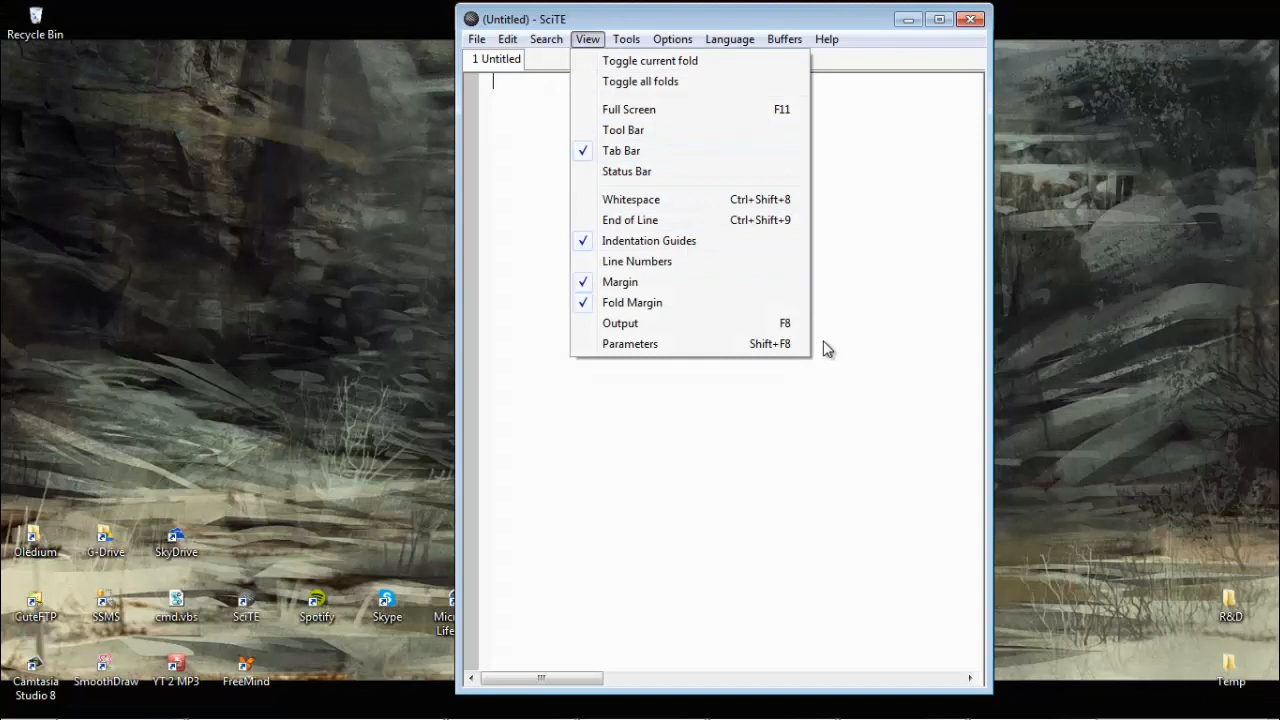 Recycle Bin
(Untitled) - SciTE
File Edit Search View Tools Options Language Buffers Help
1 Untitled
Toggle current fold
Toggle all folds
Full Screen F11
Tool Bar
Tab Bar
Status Bar
Whitespace Ctrl+Shift+8
End of Line Ctrl+Shift+9
Indentation Guides
Line Numbers
Margin
Fold Margin
Output F8
Parameters Shift+F8
Oledium G-Drive SkyDrive
CuteFTP SSMS cmd.vbs SciTE Spotify Skype
R&D
Camtasia
Studio 8
SmoothDraw YT 2 MP3 FreeMind
Temp